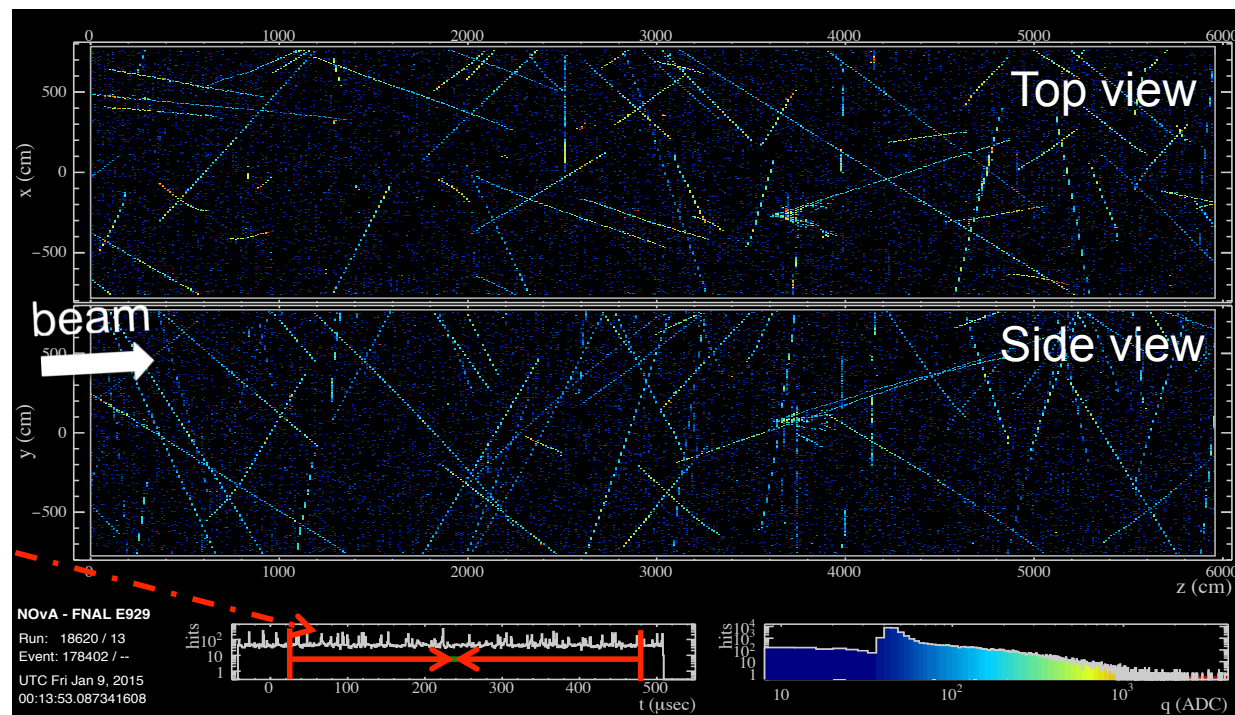 0 1000 2000 3000 4000 5000 6000
Top view
x (cm)
500
0
−500
beam
Side view
y (cm)
500
0
−500
0 1000 2000 3000 4000 5000 6000
z (cm)
NOvA - FNAL E929
Run: 18620 / 13
Event: 178402 / --
UTC Fri Jan 9, 2015
00:13:53.087341608
hits
10²
10
1
0 100 200 300 400 500
t (μsec)
hits
10⁴
10³
10²
10
1
10 10² 10³
q (ADC)